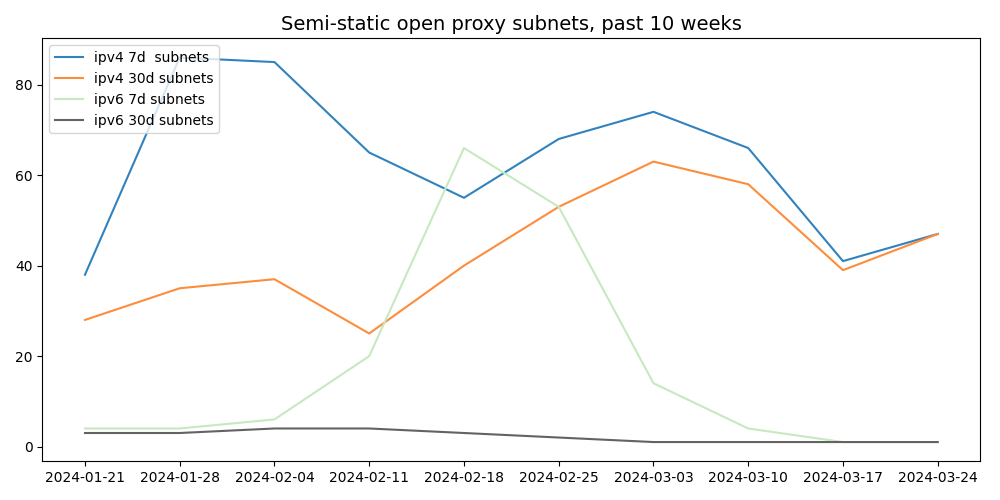 Semi-static open proxy subnets, past 10 weeks
ipv4 7d  subnets
ipv4 30d subnets
ipv6 7d subnets
ipv6 30d subnets
80
60
40
20
0
2024-01-21 2024-01-28 2024-02-04 2024-02-11 2024-02-18 2024-02-25 2024-03-03 2024-03-10 2024-03-17 2024-03-24